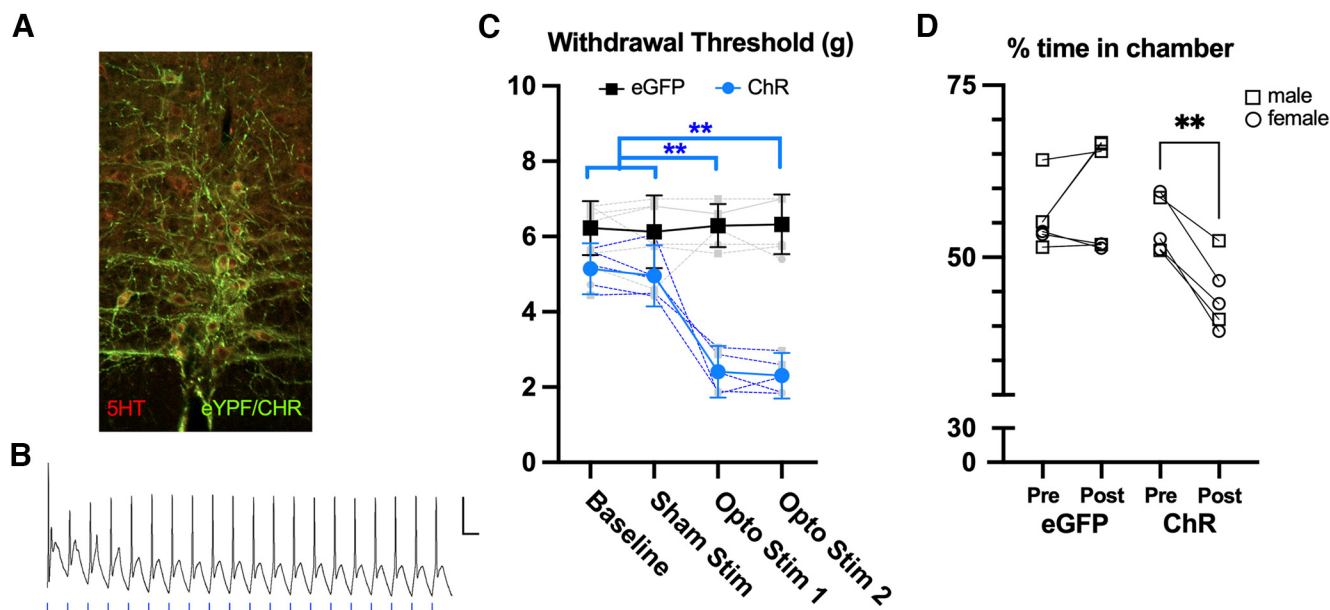 A
5HT
eYPF/CHR
B
C
Withdrawal Threshold (g)
eGFP
ChR
**
**
10
8
6
4
2
0
Baseline
Sham Stim
Opto Stim 1
Opto Stim 2
D
% time in chamber
male
female
**
75
50
30
0
Pre Post Pre Post
eGFP ChR